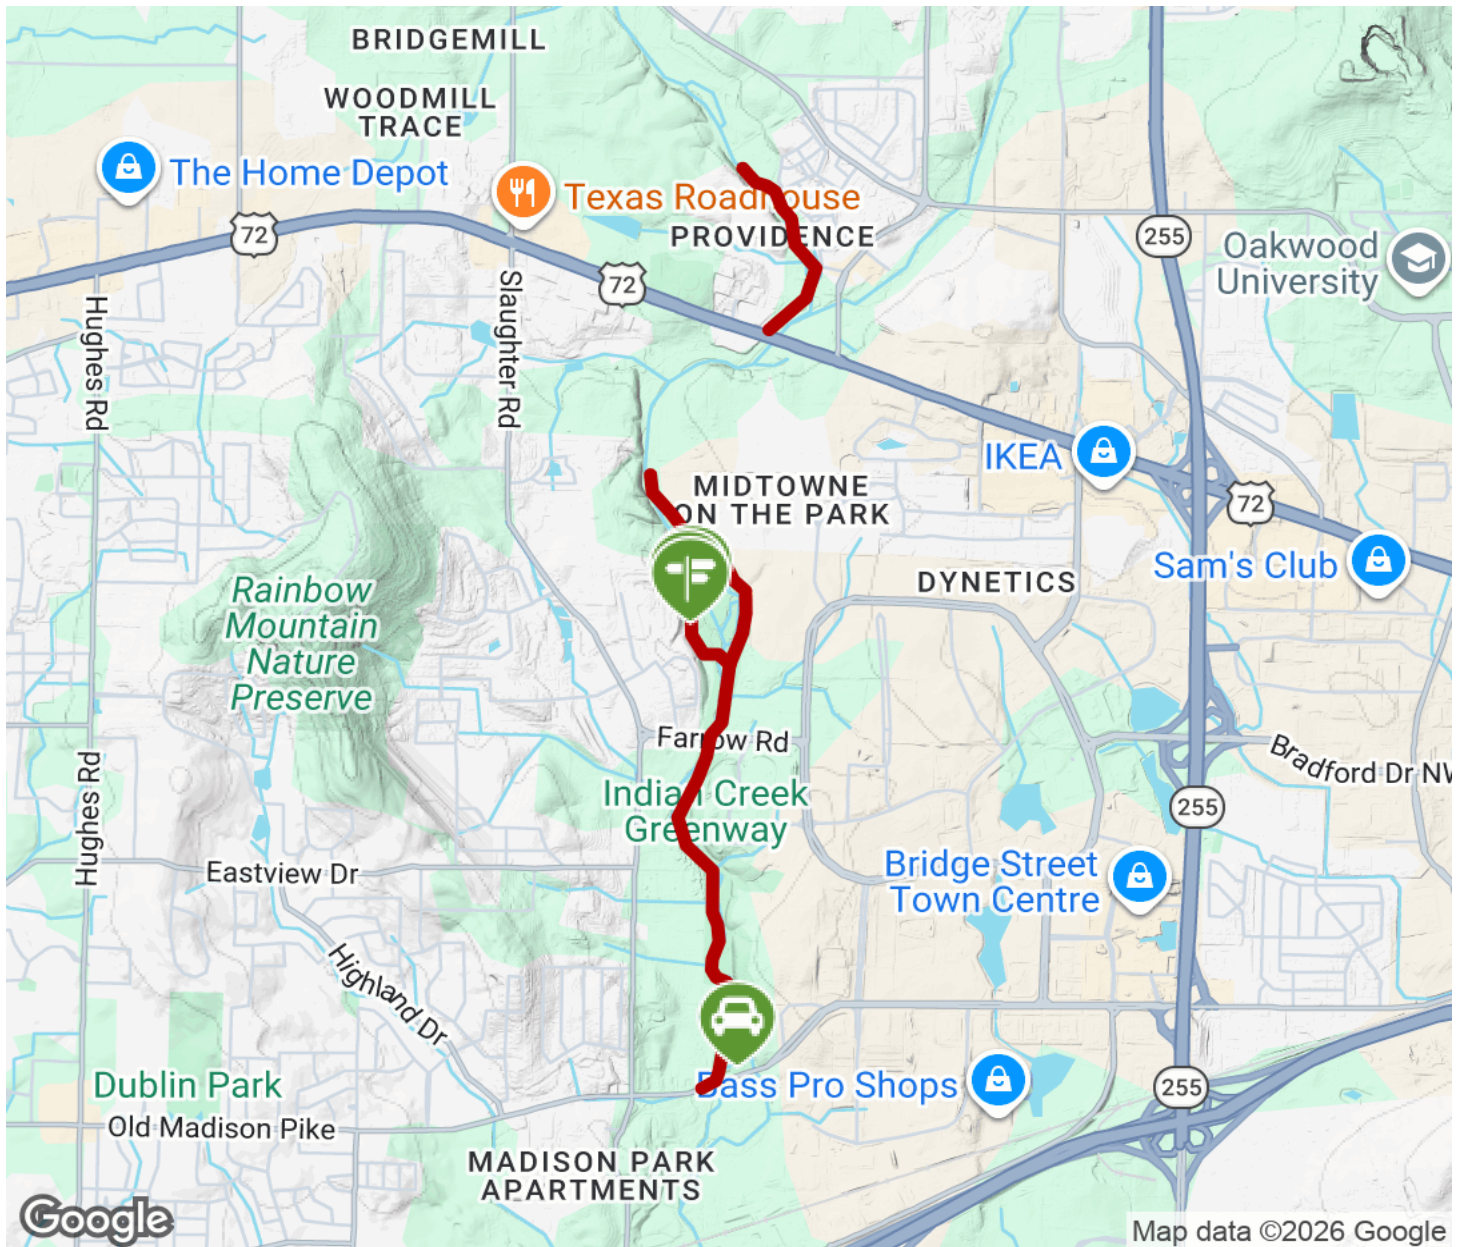 BRIDGEMILL
WOODMILL
TRACE
The Home Depot
Texas Roadhouse
PROVIDENCE
72
72
255
Oakwood
University
Hughes Rd
Slaughter Rd
IKEA
MIDTOWNE
ON THE PARK
72
Sam's Club
DYNETICS
Rainbow
Mountain
Nature
Preserve
Farrow Rd
Bradford Dr NW
Hughes Rd
Indian Creek
Greenway
255
Eastview Dr
Bridge Street
Town Centre
Highland Dr
Dublin Park
Bass Pro Shops
255
Old Madison Pike
MADISON PARK
APARTMENTS
Google
Map data ©2026 Google